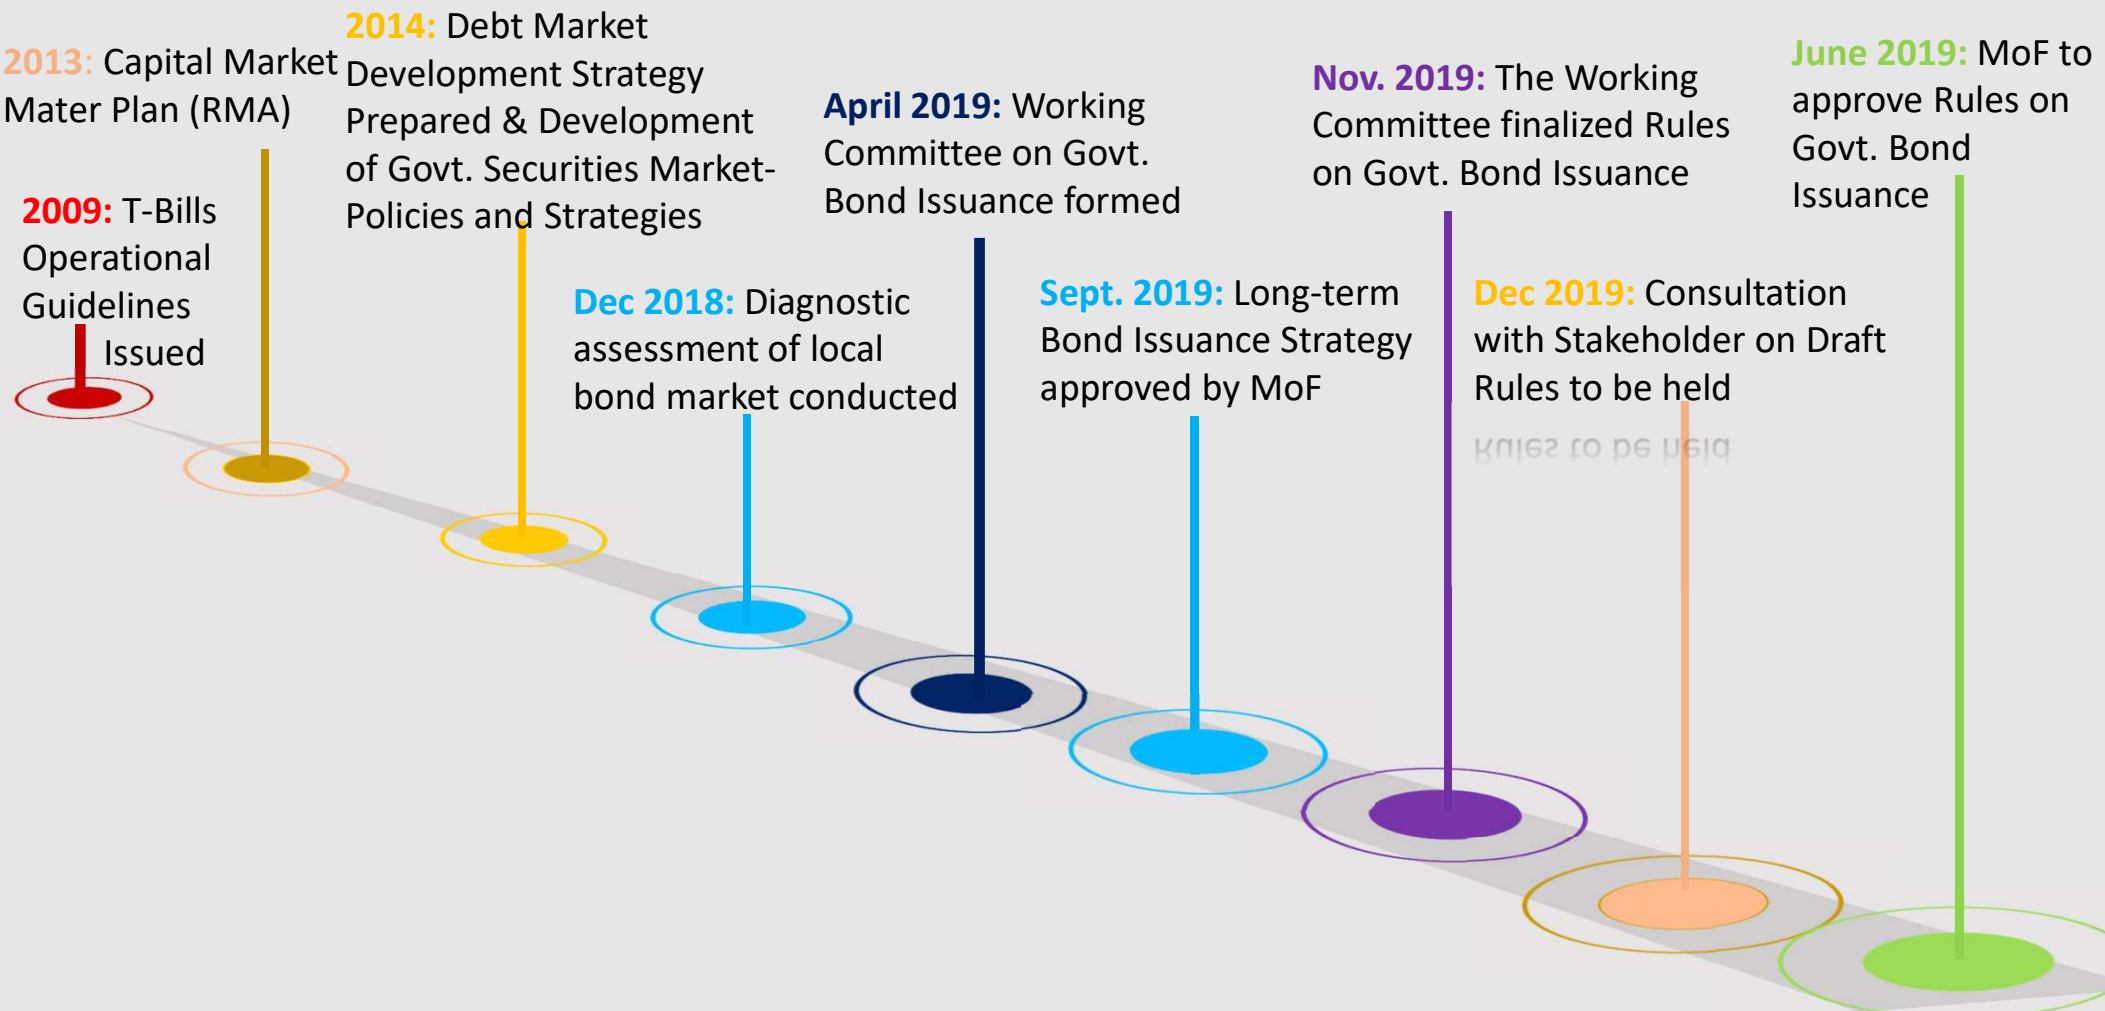 2009: T-Bills
Operational
Guidelines
Issued
2013: Capital Market
Mater Plan (RMA)
2014: Debt Market
Development Strategy
Prepared & Development
of Govt. Securities Market-
Policies and Strategies
Dec 2018: Diagnostic
assessment of local
bond market conducted
April 2019: Working
Committee on Govt.
Bond Issuance formed
Sept. 2019: Long-term
Bond Issuance Strategy
approved by MoF
Nov. 2019: The Working
Committee finalized Rules
on Govt. Bond Issuance
Dec 2019: Consultation
with Stakeholder on Draft
Rules to be held
June 2019: MoF to
approve Rules on
Govt. Bond
Issuance